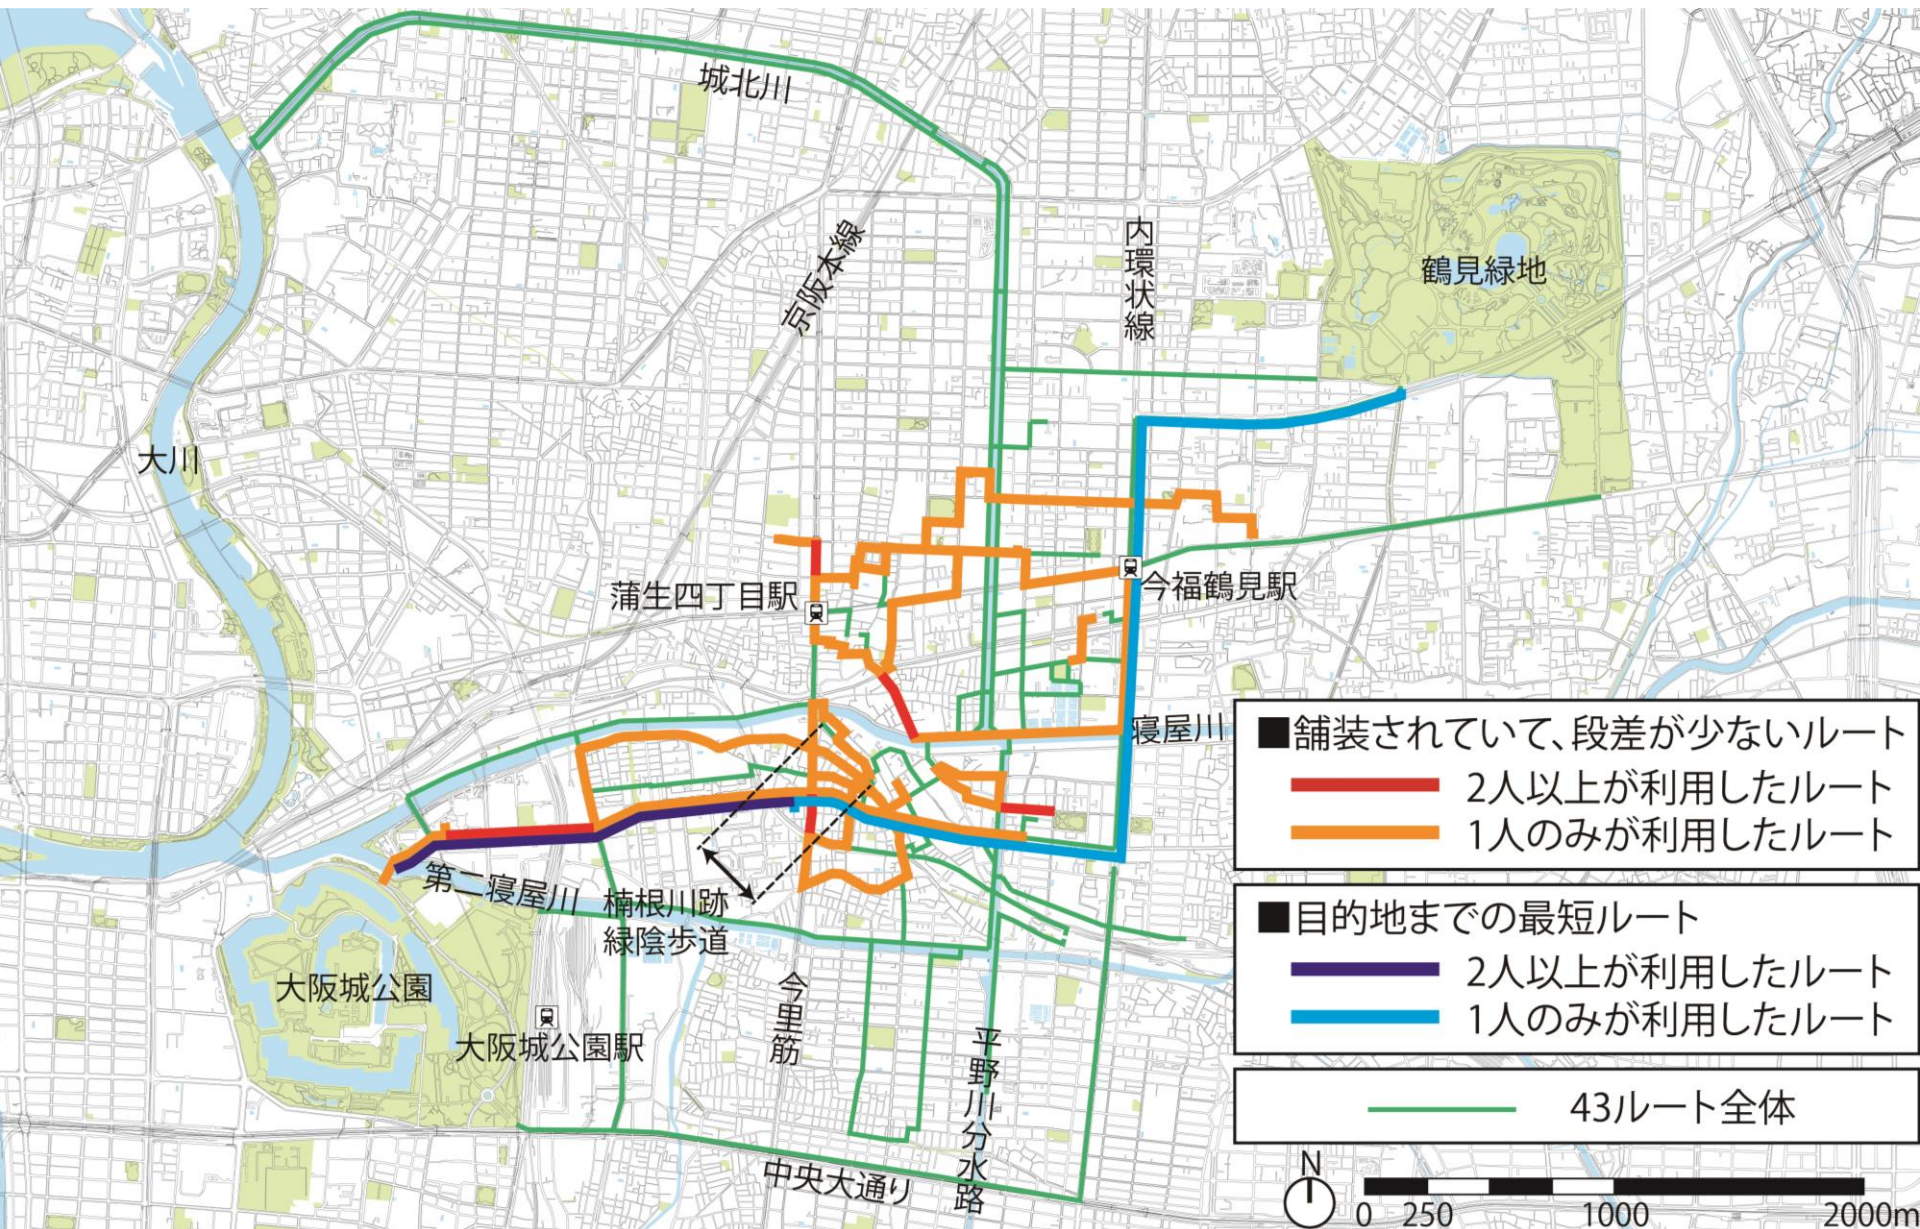 城北川
京阪本線
内環状線
鶴見緑地
大川
蒲生四丁目駅
今福鶴見駅
寝屋川
第二寝屋川
楠根川跡
緑陰歩道
大阪城公園
大阪城公園駅
今里筋
平野川分水路
中央大通り
■舗装されていて、段差が少ないルート
2人以上が利用したルート
1人のみが利用したルート
■目的地までの最短ルート
2人以上が利用したルート
1人のみが利用したルート
43ルート全体
N
0 250 1000 2000m